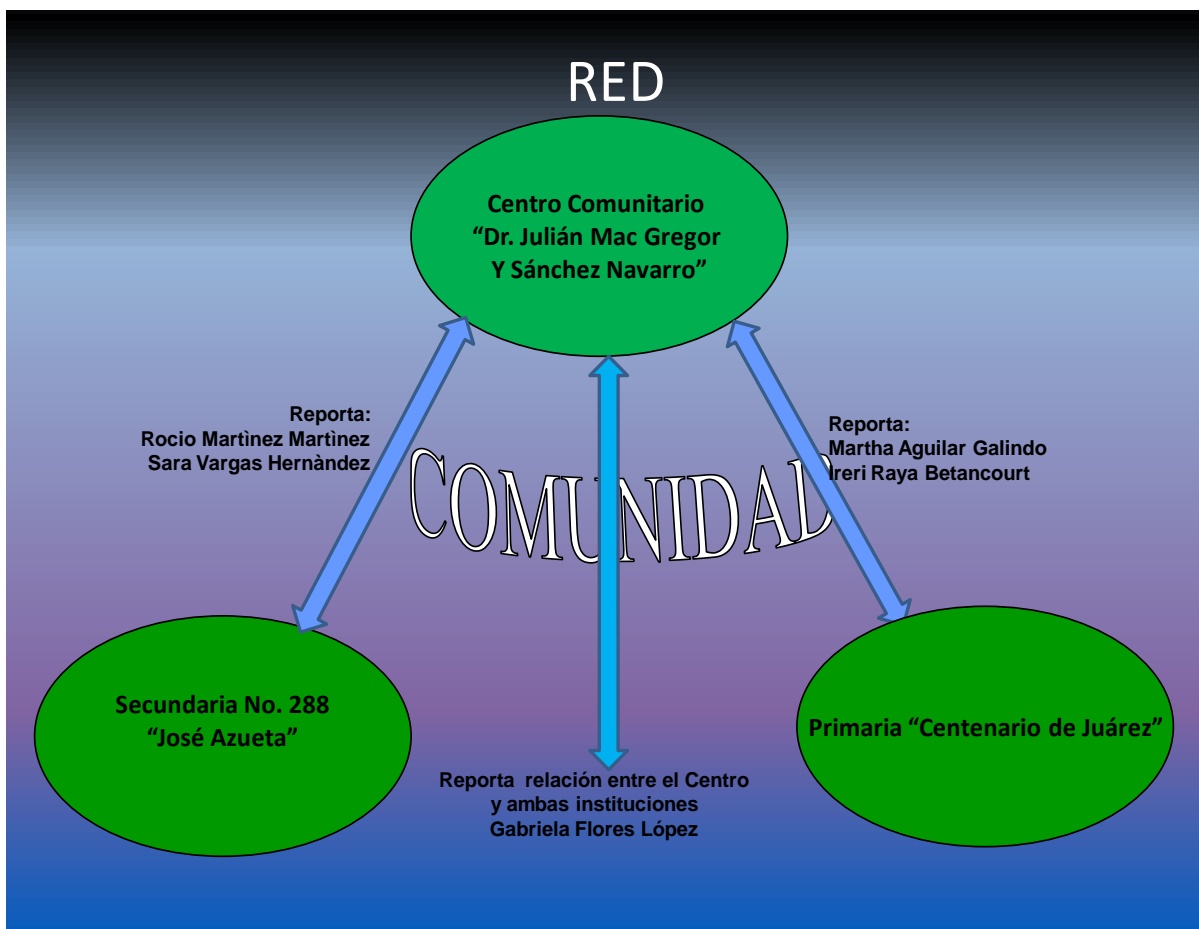 RED
Centro Comunitario
“Dr. Julián Mac Gregor
Y Sánchez Navarro”
Reporta:
Rocio Martìnez Martìnez
Sara Vargas Hernàndez
Reporta:
Martha Aguilar Galindo
Ireri Raya Betancourt
COMUNIDAD
Secundaria No. 288
“José Azueta”
Primaria “Centenario de Juárez”
Reporta relación entre el Centro
y ambas instituciones
Gabriela Flores López